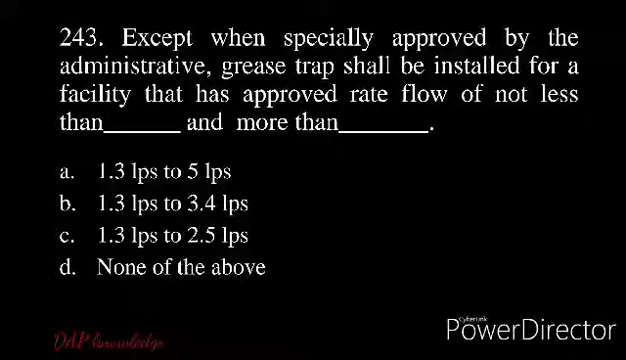 243. Except when specially approved by the
administrative, grease trap shall be installed for a
facility that has approved rate flow of not less
than______ and more than_______.
a. 1.3 lps to 5 lps
b. 1.3 lps to 3.4 lps
c. 1.3 lps to 2.5 lps
d. None of the above
CyberLink
PowerDirector
knowledge